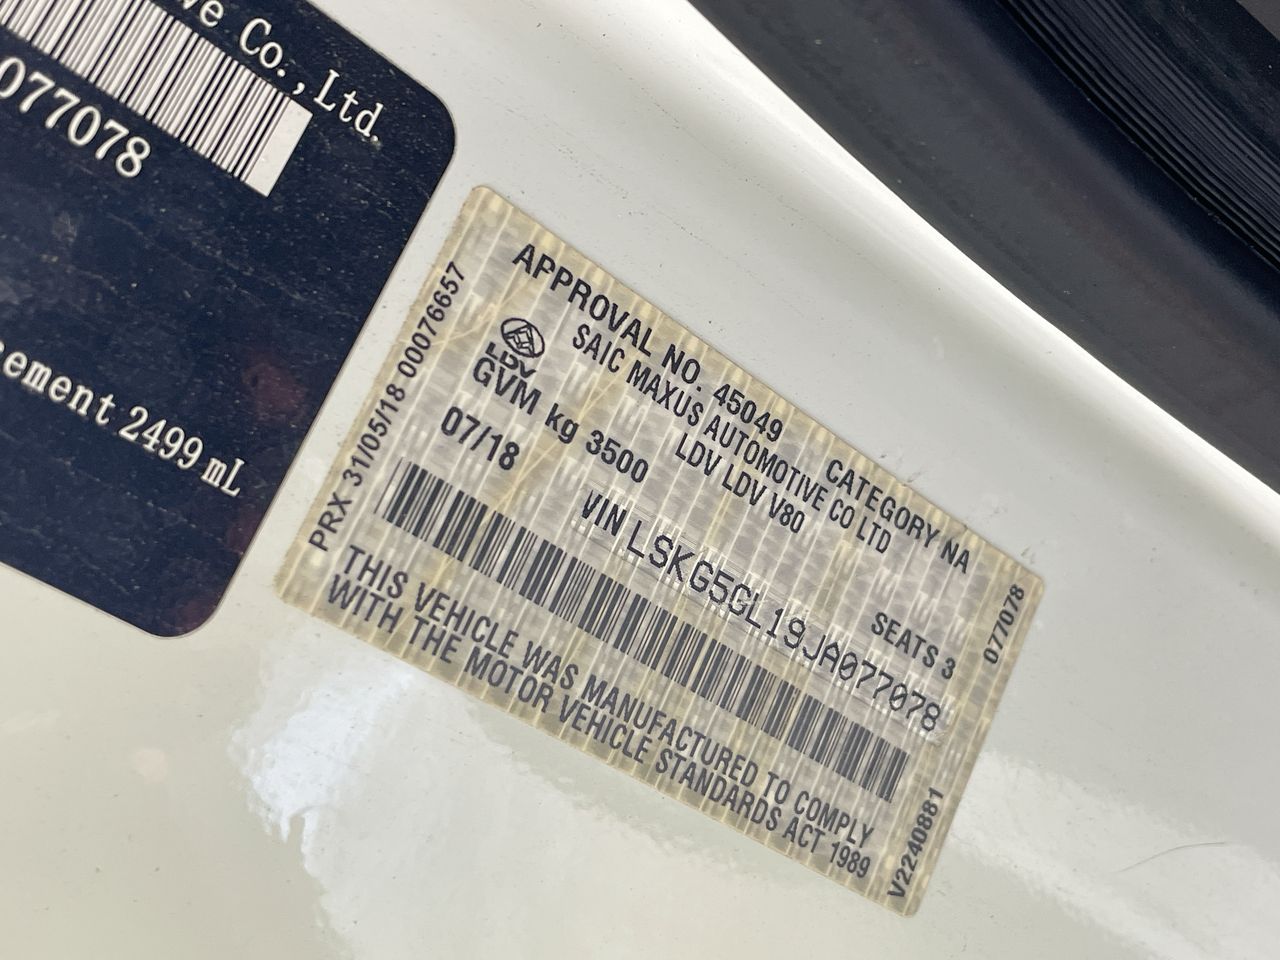 ve Co.,Ltd.
077078
cement 2499 mL
APPROVAL NO. 45049 CATEGORY NA
SAIC MAXUS AUTOMOTIVE CO LTD
LDV
LDV LDV V80
GVM kg 3500
SEATS 3
07/18
VIN LSKG5GL19JA077078
THIS VEHICLE WAS MANUFACTURED TO COMPLY
WITH THE MOTOR VEHICLE STANDARDS ACT 1989
PRX 31/05/18 00076657
077078
V2240881